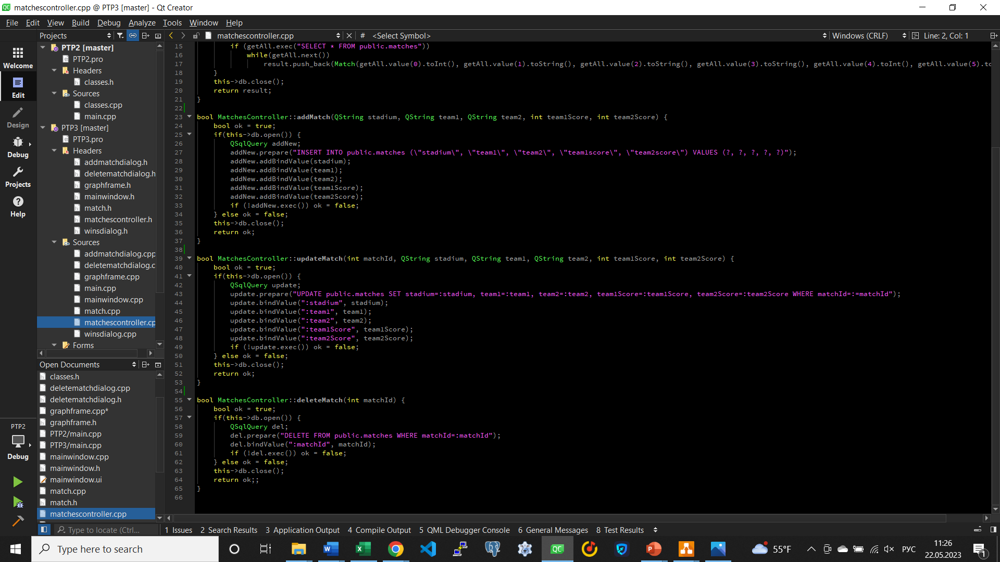 matchescontroller.cpp @ PTP3 [master] - Qt Creator
File Edit View Build Debug Analyze Tools Window Help
Projects
matchescontroller.cpp
# <Select Symbol>
Windows (CRLF)
Line: 2, Col: 1
Welcome
Edit
Design
Debug
Projects
Help
PTP2
Debug
PTP2 [master]
PTP2.pro
Headers
classes.h
Sources
classes.cpp
main.cpp
PTP3 [master]
PTP3.pro
Headers
addmatchdialog.h
deletematchdialog.h
graphframe.h
mainwindow.h
match.h
matchescontroller.h
winsdialog.h
Sources
addmatchdialog.cpp
deletematchdialog.c
graphframe.cpp
main.cpp
mainwindow.cpp
match.cpp
matchescontroller.cp
winsdialog.cpp
Forms
Open Documents
classes.h
deletematchdialog.cpp
deletematchdialog.h
graphframe.cpp*
graphframe.h
PTP2/main.cpp
PTP3/main.cpp
mainwindow.cpp
mainwindow.h
mainwindow.ui
match.cpp
match.h
matchescontroller.cpp
15 if (getAll.exec("SELECT * FROM public.matches"))
16 while(getAll.next())
17 result.push_back(Match(getAll.value(0).toInt(), getAll.value(1).toString(), getAll.value(2).toString(), getAll.value(3).toString(), getAll.value(4).toInt(), getAll.value(5).to
18 }
19 this->db.close();
20 return result;
21 }
22
23 bool MatchesController::addMatch(QString stadium, QString team1, QString team2, int team1Score, int team2Score) {
24 bool ok = true;
25 if(this->db.open()) {
26 QSqlQuery addNew;
27 addNew.prepare("INSERT INTO public.matches (\"stadium\", \"team1\", \"team2\", \"team1score\", \"team2score\") VALUES (?, ?, ?, ?, ?)");
28 addNew.addBindValue(stadium);
29 addNew.addBindValue(team1);
30 addNew.addBindValue(team2);
31 addNew.addBindValue(team1Score);
32 addNew.addBindValue(team2Score);
33 if (!addNew.exec()) ok = false;
34 } else ok = false;
35 this->db.close();
36 return ok;
37 }
38
39 bool MatchesController::updateMatch(int matchId, QString stadium, QString team1, QString team2, int team1Score, int team2Score) {
40 bool ok = true;
41 if(this->db.open()) {
42 QSqlQuery update;
43 update.prepare("UPDATE public.matches SET stadium=:stadium, team1=:team1, team2=:team2, team1Score=:team1Score, team2Score=:team2Score WHERE matchId=:=matchId");
44 update.bindValue(":stadium", stadium);
45 update.bindValue(":team1", team1);
46 update.bindValue(":team2", team2);
47 update.bindValue(":team1Score", team1Score);
48 update.bindValue(":team2Score", team2Score);
49 if (!update.exec()) ok = false;
50 } else ok = false;
51 this->db.close();
52 return ok;
53 }
54
55 bool MatchesController::deleteMatch(int matchId) {
56 bool ok = true;
57 if(this->db.open()) {
58 QSqlQuery del;
59 del.prepare("DELETE FROM public.matches WHERE matchId=:matchId");
60 del.bindValue(":matchId", matchId);
61 if (!del.exec()) ok = false;
62 } else ok = false;
63 this->db.close();
64 return ok;;
65 }
66
Type to locate (Ctrl...
1 Issues 2 Search Results 3 Application Output 4 Compile Output 5 QML Debugger Console 6 General Messages 8 Test Results
Type here to search
55°F
РУС
11:26
22.05.2023
1